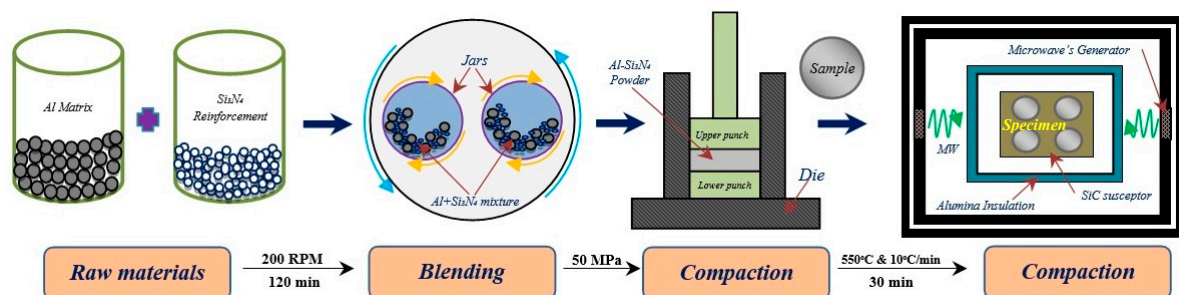 Al Matrix
Si₃N₄
Reinforcement
Jars
Al+Si₃N₄ mixture
Al-Si₃N₄
Powder
Upper punch
Lower punch
Die
Sample
Microwave's Generator
Specimen
MW
SiC susceptor
Alumina Insulation
Raw materials
200 RPM
120 min
Blending
50 MPa
Compaction
550°C & 10°C/min
30 min
Compaction